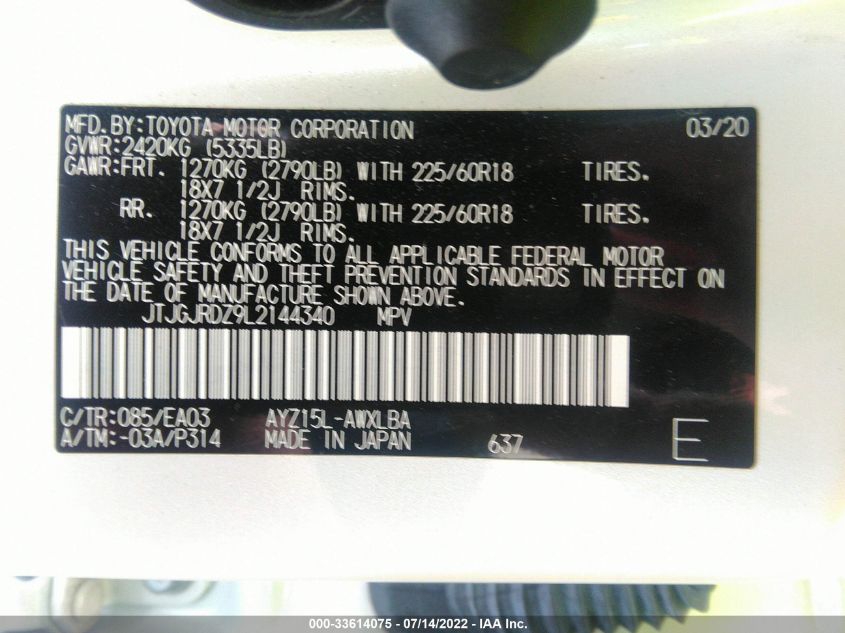 MFD. BY: TOYOTA MOTOR CORPORATION 03/20
GVWR: 2420KG (5335LB)
GAWR: FRT. 1270KG (2790LB) WITH 225/60R18 TIRES.
18X7 1/2J RIMS.
RR. 1270KG (2790LB) WITH 225/60R18 TIRES.
18X7 1/2J RIMS.
THIS VEHICLE CONFORMS TO ALL APPLICABLE FEDERAL MOTOR
VEHICLE SAFETY AND THEFT PREVENTION STANDARDS IN EFFECT ON
THE DATE OF MANUFACTURE SHOWN ABOVE.
JTJGJRDZ9L2144340 MPV
C/TR: 085/EA03 AYZ15L-AWXLBA
A/TM: -03A/P314 MADE IN JAPAN 637 E
000-33614075 - 07/14/2022 - IAA Inc.